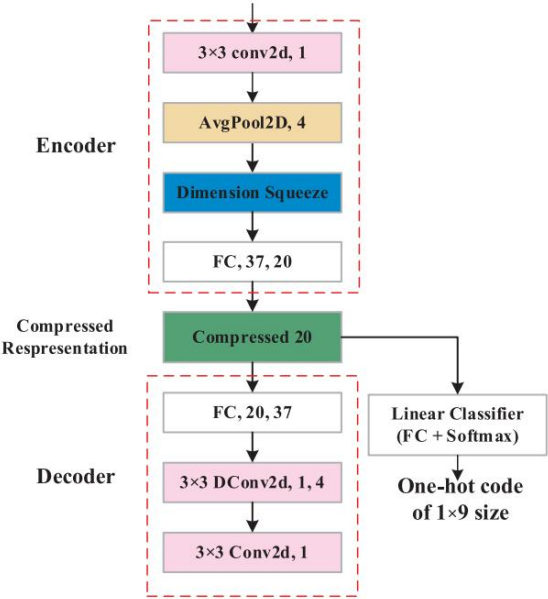 3×3 conv2d, 1
AvgPool2D, 4
Encoder
Dimension Squeeze
FC, 37, 20
Compressed
Respresentation
Compressed 20
FC, 20, 37
Linear Classifier
(FC + Softmax)
Decoder
3×3 DConv2d, 1, 4
One-hot code
of 1×9 size
3×3 Conv2d, 1